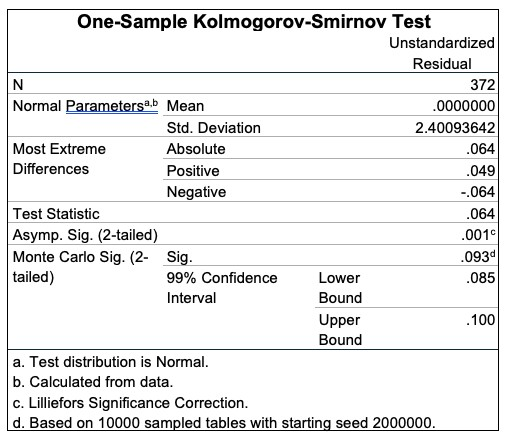 One-Sample Kolmogorov-Smirnov Test
Unstandardized
Residual
N 372
Normal Parametersa,b Mean .0000000
Std. Deviation 2.40093642
Most Extreme Absolute .064
Differences Positive .049
Negative -.064
Test Statistic .064
Asymp. Sig. (2-tailed) .001c
Monte Carlo Sig. (2- Sig. .093d
tailed) 99% Confidence Lower .085
Interval Bound
Upper .100
Bound
a. Test distribution is Normal.
b. Calculated from data.
c. Lilliefors Significance Correction.
d. Based on 10000 sampled tables with starting seed 2000000.